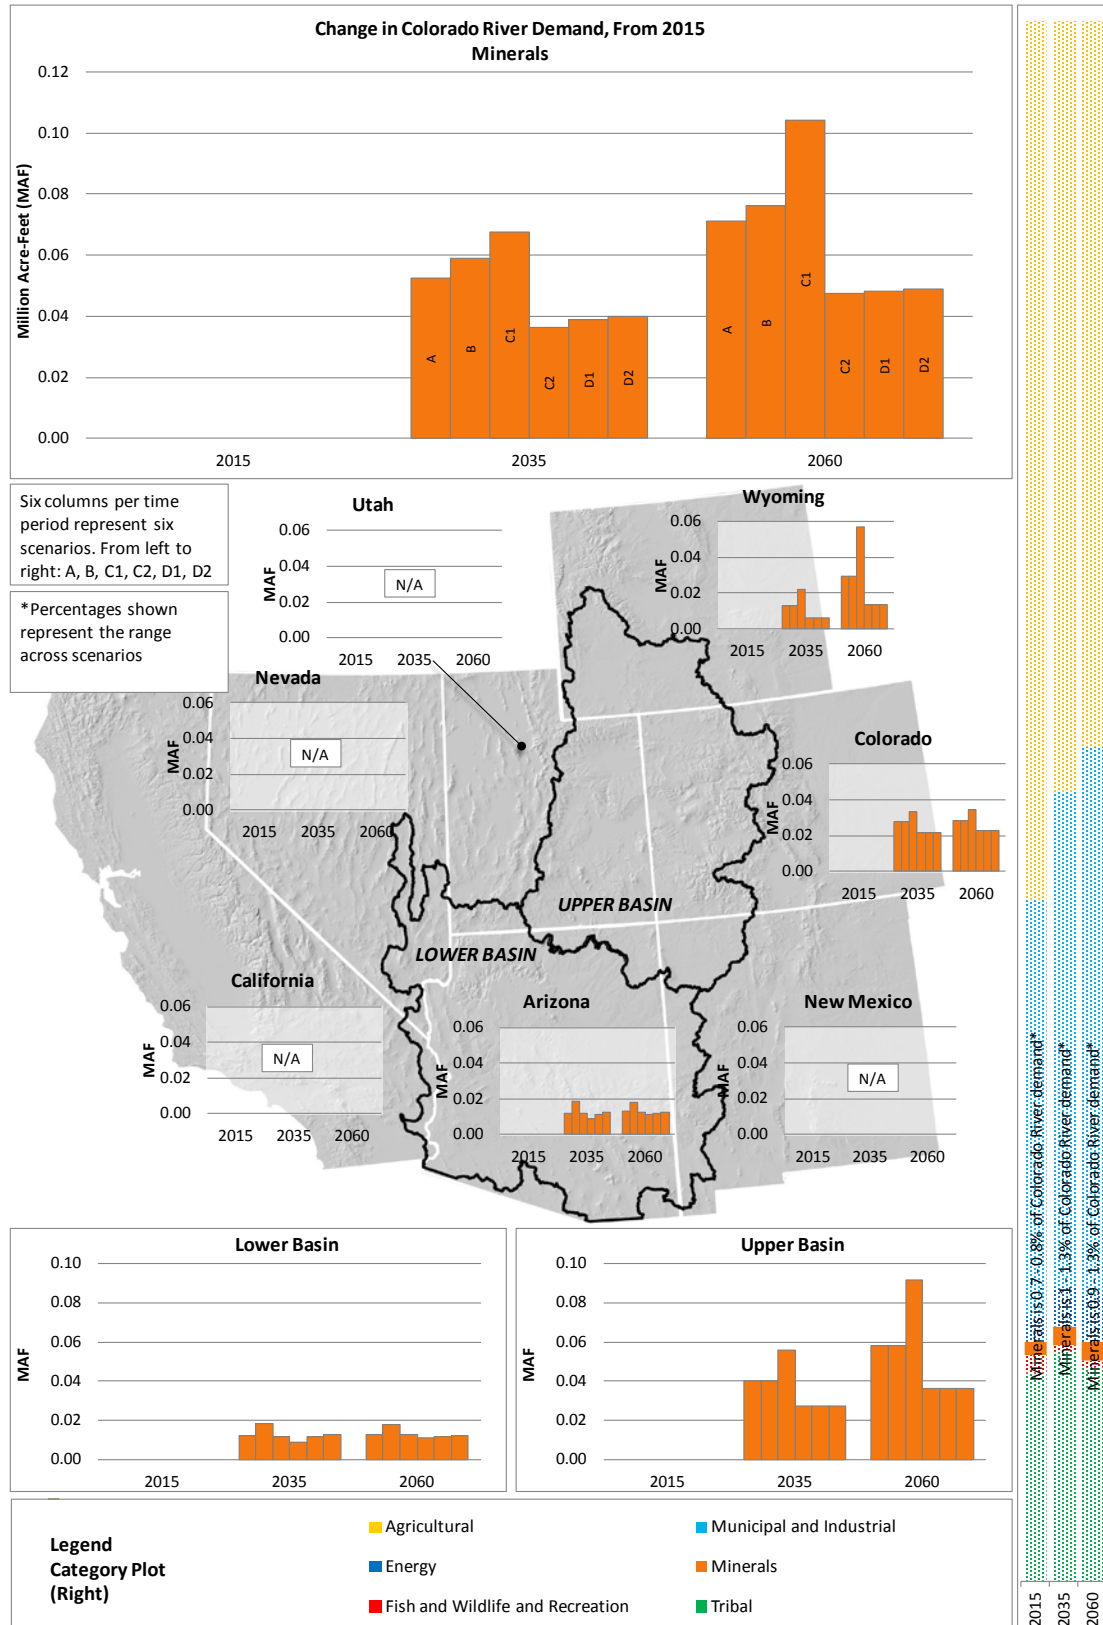 Change in Colorado River Demand, From 2015
Minerals
Million Acre-Feet (MAF)
0.12
0.10
0.08
0.06
0.04
0.02
0.00
A
B
C1
C2
D1
D2
A
B
C1
C2
D1
D2
2015
2035
2060
Six columns per time
period represent six
scenarios. From left to
right: A, B, C1, C2, D1, D2
*Percentages shown
represent the range
across scenarios
Utah
MAF
0.06
0.04
0.02
0.00
N/A
2015
2035
2060
Wyoming
MAF
0.06
0.04
0.02
0.00
2015
2035
2060
Nevada
MAF
0.06
0.04
0.02
0.00
N/A
2015
2035
2060
Colorado
MAF
0.06
0.04
0.02
0.00
2015
2035
2060
UPPER BASIN
LOWER BASIN
California
MAF
0.06
0.04
0.02
0.00
N/A
2015
2035
2060
Arizona
MAF
0.06
0.04
0.02
0.00
2015
2035
2060
New Mexico
MAF
0.06
0.04
0.02
0.00
N/A
2015
2035
2060
Lower Basin
MAF
0.10
0.08
0.06
0.04
0.02
0.00
2015
2035
2060
Upper Basin
MAF
0.10
0.08
0.06
0.04
0.02
0.00
2015
2035
2060
Legend
Category Plot
(Right)
Agricultural
Municipal and Industrial
Energy
Minerals
Fish and Wildlife and Recreation
Tribal
Minerals is 0.7 - 0.8% of Colorado River demand*
Minerals is 1 - 1.3% of Colorado River demand*
Minerals is 0.9 - 1.3% of Colorado River demand*
2015
2035
2060